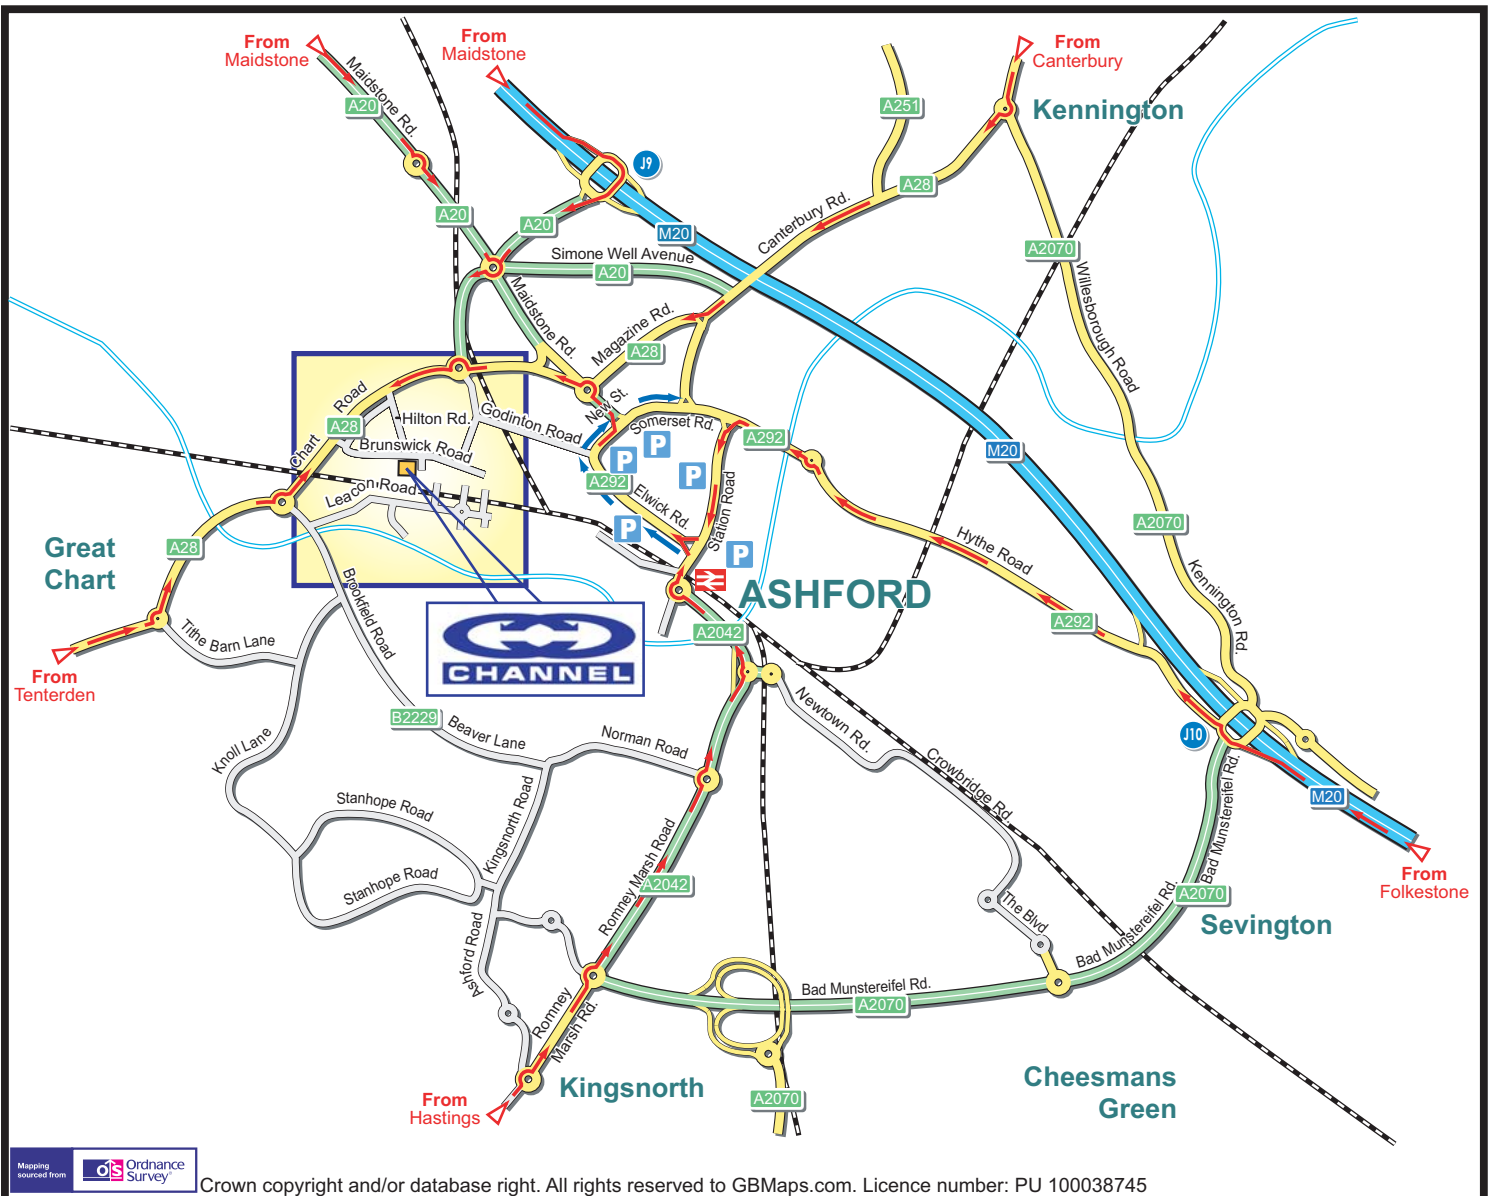 From
Maidstone
From
Maidstone
From
Canterbury
Kennington
Maidstone Rd.
A20
A251
J9
A28
A20
A20
M20
Canterbury Rd.
A2070
Simone Well Avenue
A20
Willesborough Road
Maidstone Rd.
Magazine Rd.
A28
New St.
Road
A28
Chart
Hilton Rd.
Godinton Road
Brunswick Road
Somerset Rd.
A292
P
P
P
M20
A292
Leacon Road
Elwick Rd.
Station Road
P
P
A2070
Great
Chart
A28
Hythe Road
Kennington Rd.
Brookfield Road
ASHFORD
A292
Tithe Barn Lane
CHANNEL
A2042
From
Tenterden
B2229
Beaver Lane
Norman Road
Newtown Rd.
J10
Knoll Lane
Crowbridge Rd.
Bad Munstereifel Rd.
M20
Stanhope Road
Kingsnorth Road
Stanhope Road
Romney Marsh Road
A2042
From
Folkestone
A2070
Sevington
The Blvd
Bad Munstereifel Rd.
Ashford Road
Bad Munstereifel Rd.
A2070
Romney
Marsh Rd.
Kingsnorth
A2070
Cheesmans
Green
From
Hastings
Mapping
sourced from
OS
Ordnance
Survey®
Crown copyright and/or database right. All rights reserved to GBMaps.com. Licence number: PU 100038745